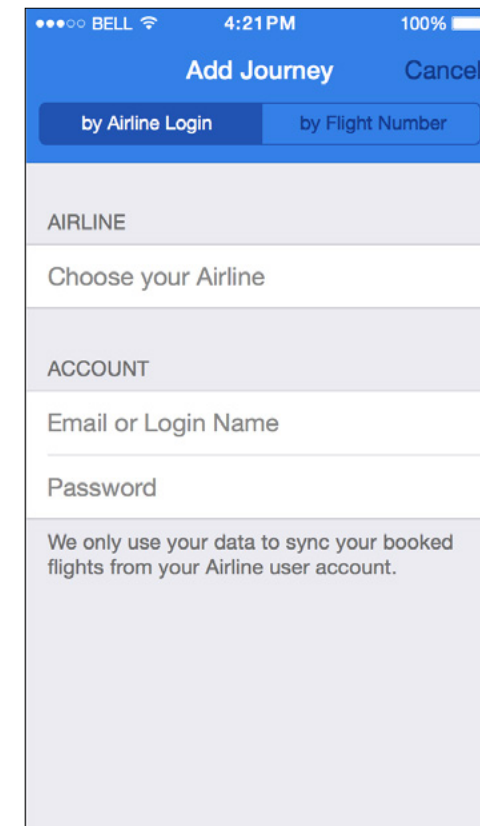 BELL 4:21 PM 100%
Add Journey Cancel
by Airline Login by Flight Number
AIRLINE
Choose your Airline
ACCOUNT
Email or Login Name
Password
We only use your data to sync your booked
flights from your Airline user account.